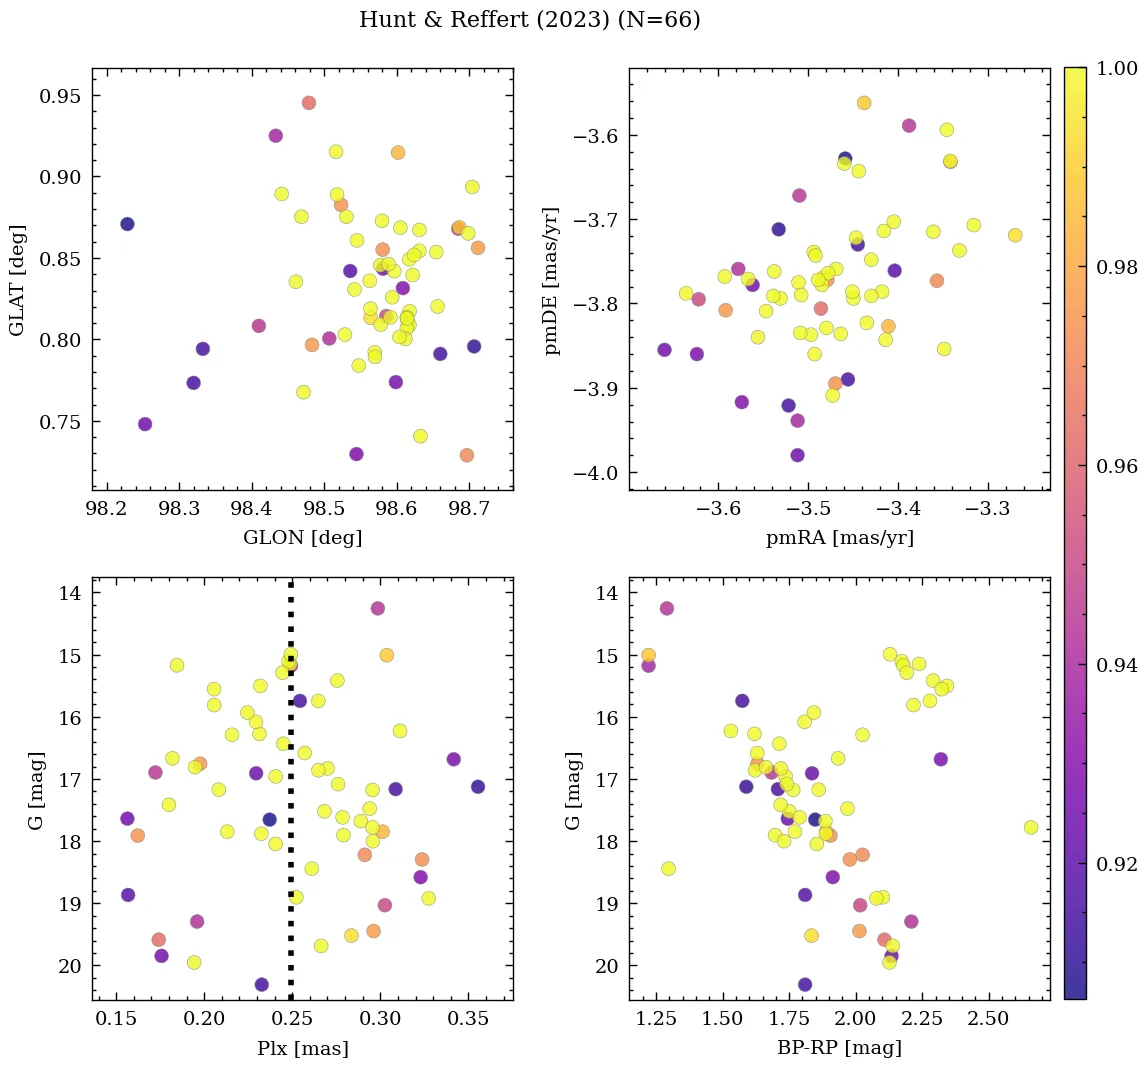 Hunt & Reffert (2023) (N=66)
0.95
0.90
0.85
0.80
0.75
GLAT [deg]
98.2 98.3 98.4 98.5 98.6 98.7
GLON [deg]
−3.6
−3.7
−3.8
−3.9
−4.0
pmDE [mas/yr]
−3.6 −3.5 −3.4 −3.3
pmRA [mas/yr]
14
15
16
17
18
19
20
G [mag]
0.15 0.20 0.25 0.30 0.35
Plx [mas]
14
15
16
17
18
19
20
G [mag]
1.25 1.50 1.75 2.00 2.25 2.50
BP-RP [mag]
1.00
0.98
0.96
0.94
0.92